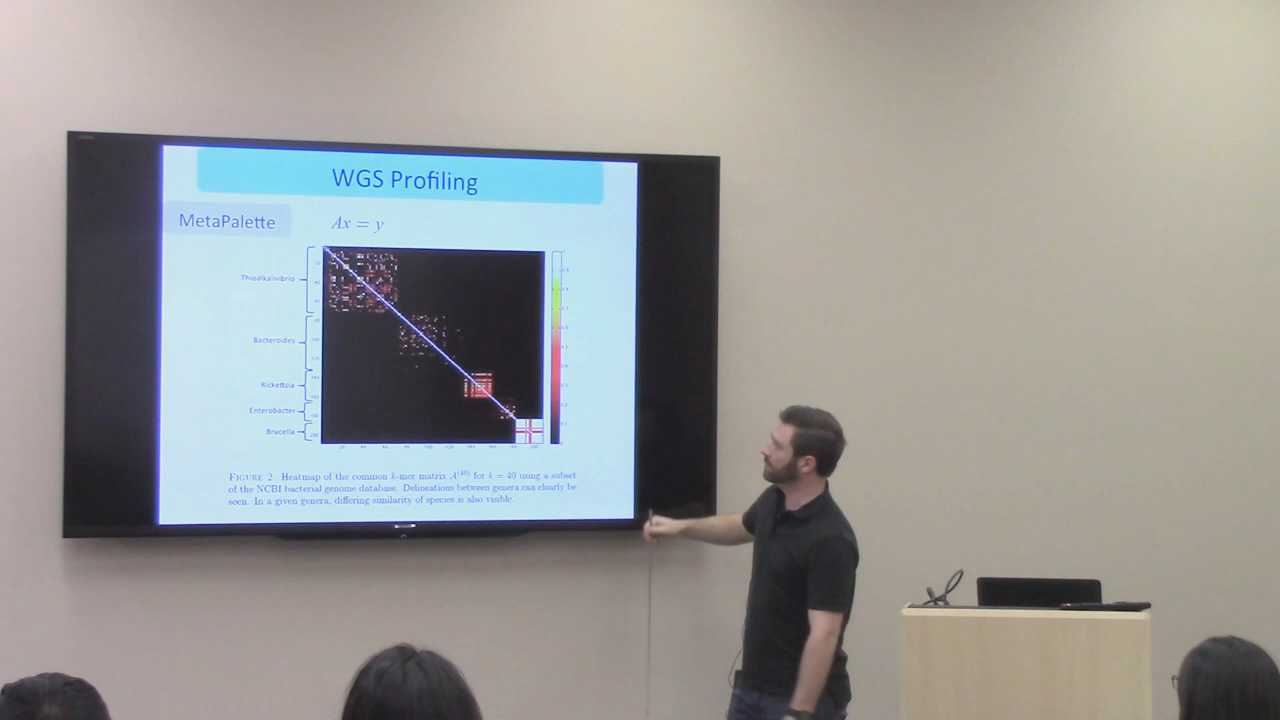 WGS Profiling
MetaPalette
Ax = y
Thioalkalivibrio
Bacteroides
Rickettsia
Enterobacter
Brucella
FIGURE 2. Heatmap of the common k-mer matrix A^(40) for k = 40 using a subset
of the NCBI bacterial genome database. Delineations between genera can clearly be
seen. In a given genera, differing similarity of species is also visible.